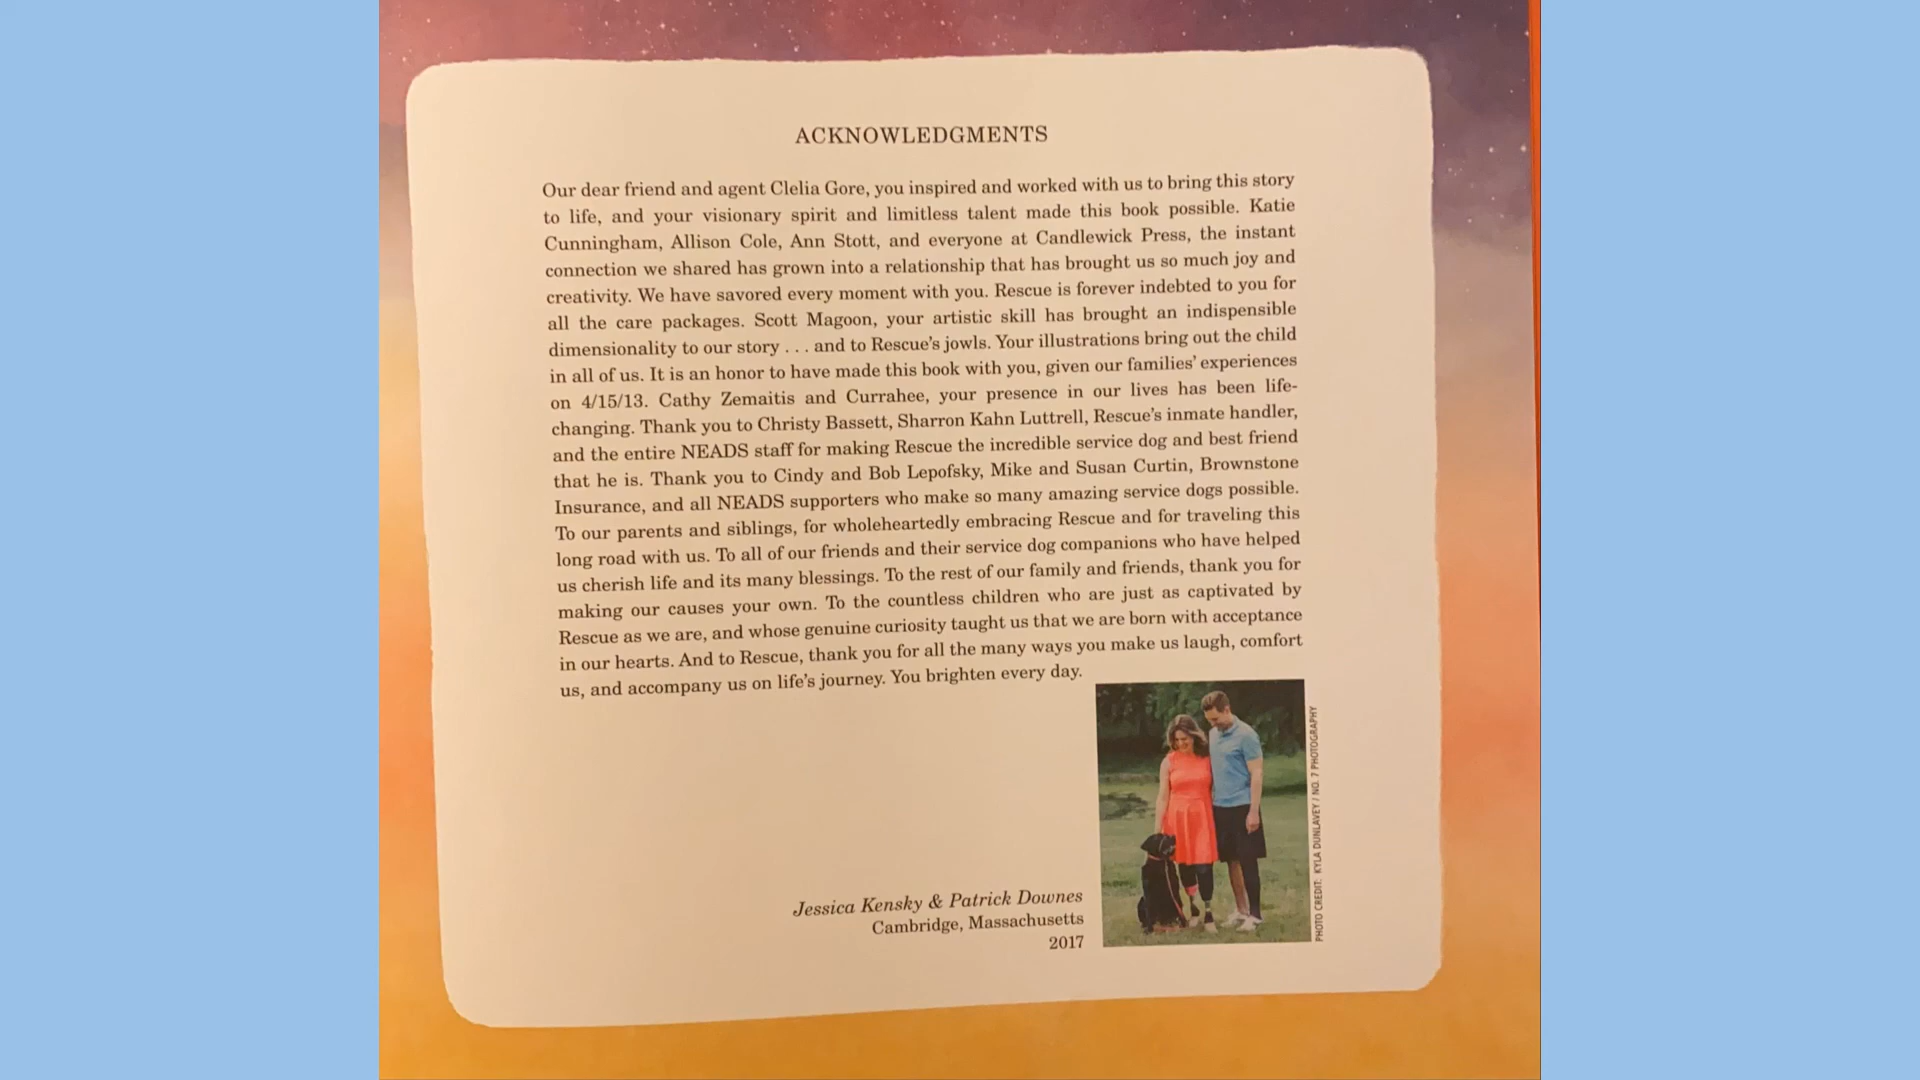 ACKNOWLEDGMENTS
Our dear friend and agent Clelia Gore, you inspired and worked with us to bring this story
to life, and your visionary spirit and limitless talent made this book possible. Katie
Cunningham, Allison Cole, Ann Stott, and everyone at Candlewick Press, the instant
connection we shared has grown into a relationship that has brought us so much joy and
creativity. We have savored every moment with you. Rescue is forever indebted to you for
all the care packages. Scott Magoon, your artistic skill has brought an indispensible
dimensionality to our story . . . and to Rescue’s jowls. Your illustrations bring out the child
in all of us. It is an honor to have made this book with you, given our families’ experiences
on 4/15/13. Cathy Zemaitis and Currahee, your presence in our lives has been life-
changing. Thank you to Christy Bassett, Sharron Kahn Luttrell, Rescue’s inmate handler,
and the entire NEADS staff for making Rescue the incredible service dog and best friend
that he is. Thank you to Cindy and Bob Lepofsky, Mike and Susan Curtin, Brownstone
Insurance, and all NEADS supporters who make so many amazing service dogs possible.
To our parents and siblings, for wholeheartedly embracing Rescue and for traveling this
long road with us. To all of our friends and their service dog companions who have helped
us cherish life and its many blessings. To the rest of our family and friends, thank you for
making our causes your own. To the countless children who are just as captivated by
Rescue as we are, and whose genuine curiosity taught us that we are born with acceptance
in our hearts. And to Rescue, thank you for all the many ways you make us laugh, comfort
us, and accompany us on life’s journey. You brighten every day.
Jessica Kensky & Patrick Downes
Cambridge, Massachusetts
2017
PHOTO CREDIT: KYLA DUNLAVEY / NO. 7 PHOTOGRAPHY